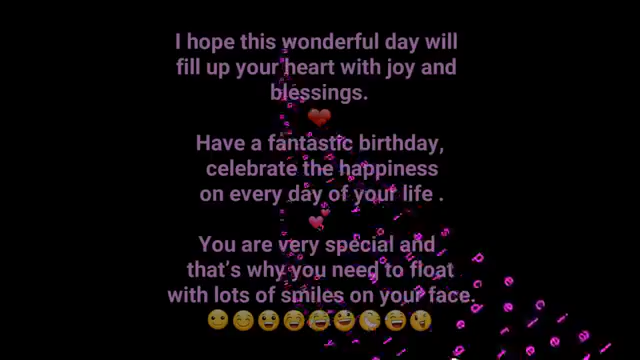 I hope this wonderful day will
fill up your heart with joy and
blessings.
❤
Have a fantastic birthday,
celebrate the happiness
on every day of your life .
💕
You are very special and
that's why you need to float
with lots of smiles on your face.